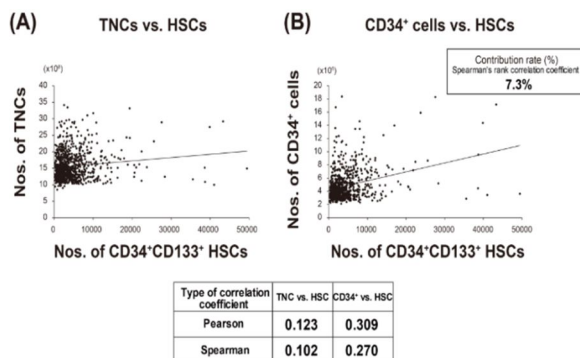 (A)
TNCs vs. HSCs
(x10⁸)
40
35
30
25
20
15
10
5
0
Nos. of TNCs
0 10000 20000 30000 40000 50000
Nos. of CD34⁺CD133⁺ HSCs
(B)
CD34⁺ cells vs. HSCs
Contribution rate (%)
Spearman's rank correlation coefficient
7.3%
20
18
16
14
12
10
8
6
4
2
0
Nos. of CD34⁺ cells
0 10000 20000 30000 40000 50000
Nos. of CD34⁺CD133⁺ HSCs
Type of correlation TNC vs. HSC CD34⁺ vs. HSC
coefficient
Pearson 0.123 0.309
Spearman 0.102 0.270